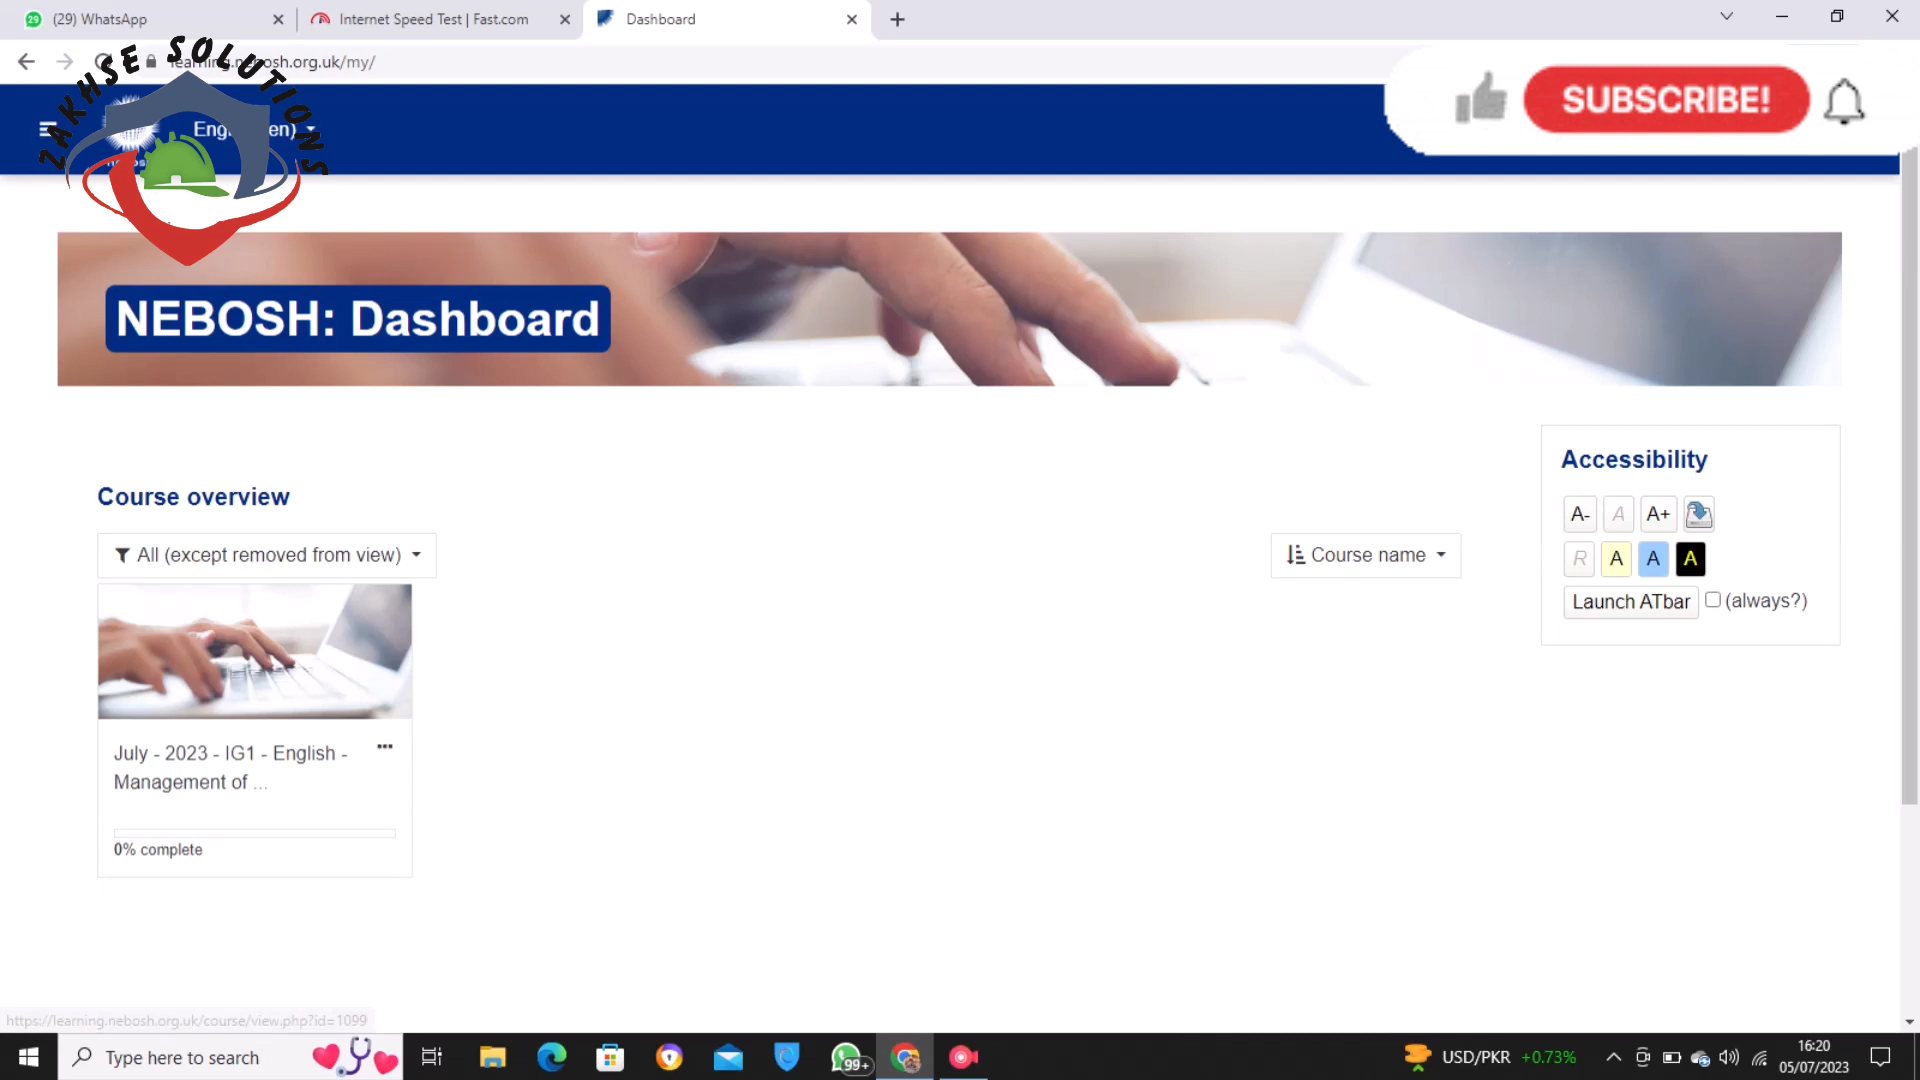 (29) WhatsApp
Internet Speed Test | Fast.com
Dashboard
learning.nebosh.org.uk/my/
ZAKHSE SOLUTIONS
SUBSCRIBE!
NEBOSH: Dashboard
Accessibility
Course overview
A- A A+
All (except removed from view)
Course name
R A A A
Launch ATbar (always?)
July - 2023 - IG1 - English -
Management of ...
0% complete
https://learning.nebosh.org.uk/course/view.php?id=1099
Type here to search
99+
USD/PKR +0.73%
16:20
05/07/2023